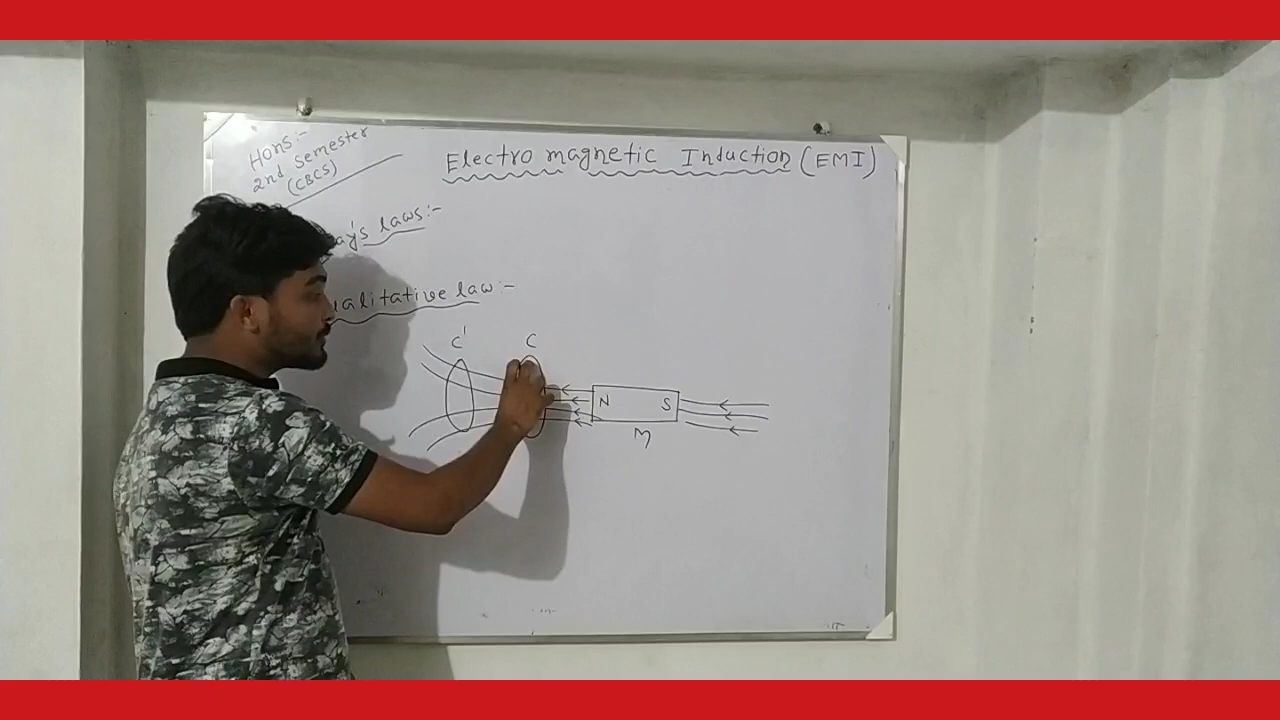 Hons:-
2nd Semester
(CBCS)
Electro magnetic Induction (EMI)
laws:-
law:-
C'
C
N
S
M